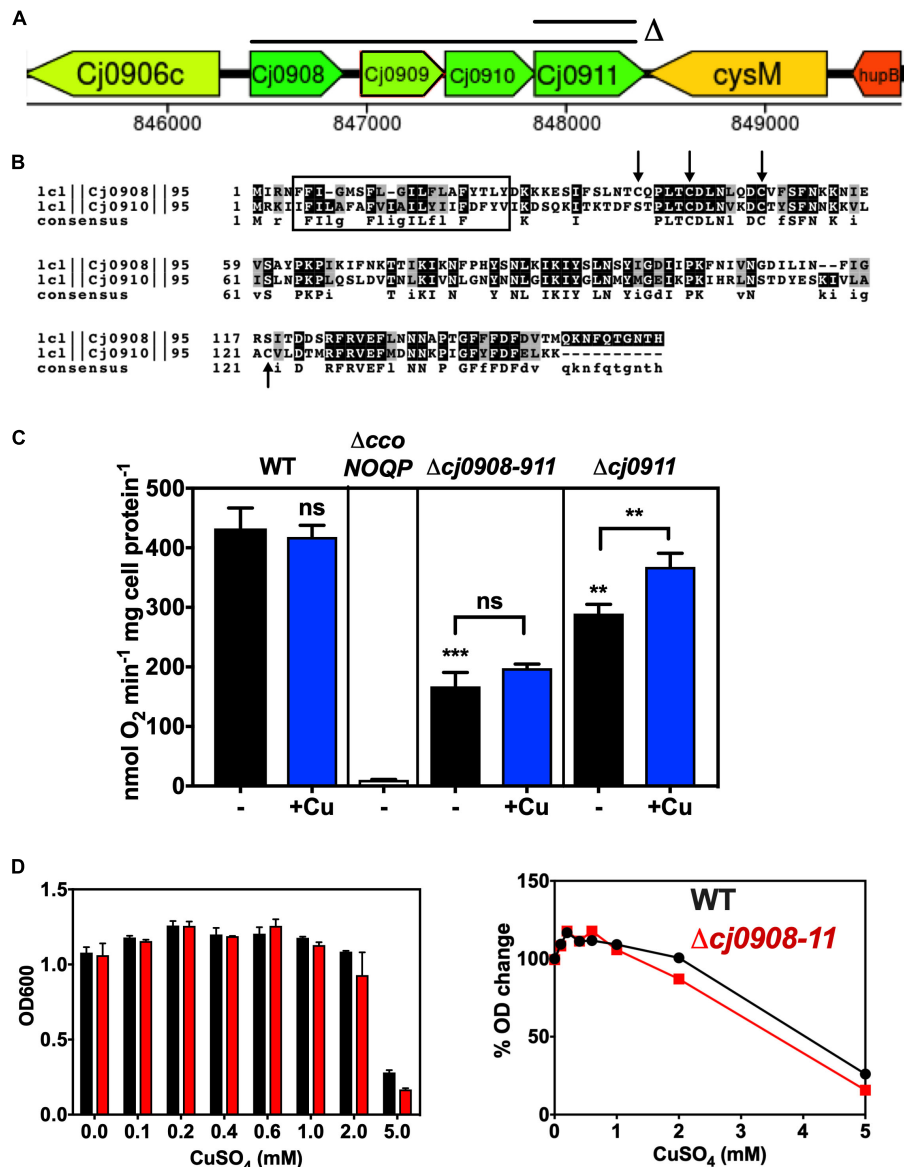 A
Δ
Cj0906c
Cj0908
Cj0909
Cj0910
Cj0911
cysM
hupB
846000
847000
848000
849000
B
lcl||Cj0908||95 1 MIRNFFFI-GMSFL-GILFLAFYTLYDKKKESIFSLNTCQPLTCDLNLQDCVFSFNKKNIE
lcl||Cj0910||95 1 MRKIIFILAFAFVIAILYIIFDFYVIKDSQKITKTDFSTPLTCDLNVKDCTYSFNNKKVL
consensus 1 M r FIlg FligILfl F K I PLTCDLNl DC fSFN K i
lcl||Cj0908||95 59 VSAYPKPIKIFNKTTIKIKNFPHYSNLKIKIYSLNSYIGDIIPKFNIVNGDILIN--FIG
lcl||Cj0910||95 61 ISLNPKPLQSLDVTNLKIVNLGYNNLGIKIYGLNMYMGEIKPKIHRLNSTDYESKIVLA
consensus 61 vS PKPi T iKI N Y NL IKIY LN YiGdI PK vN ki ig
lcl||Cj0908||95 117 RSITDDSRFRVEFLNNNAPTGFFFDFDVTMQKNFQTGNTH
lcl||Cj0910||95 121 ACVLDTMRFRVEFMDNNKPIGFYFDFELKK----------
consensus 121 i D RFRVEFl NN P GFfFDFdv qknfqtgnth
C
WT
Δcco
NOQP
Δcj0908-911
Δcj0911
nmol O₂ min⁻¹ mg cell protein⁻¹
500
400
300
200
100
0
ns
***
ns
**
**
- +Cu - - +Cu - +Cu
D
OD600
1.5
1.0
0.5
0.0
0.0 0.1 0.2 0.4 0.6 1.0 2.0 5.0
CuSO₄ (mM)
% OD change
150
100
50
0
WT
Δcj0908-11
0 1 2 3 4 5
CuSO₄ (mM)